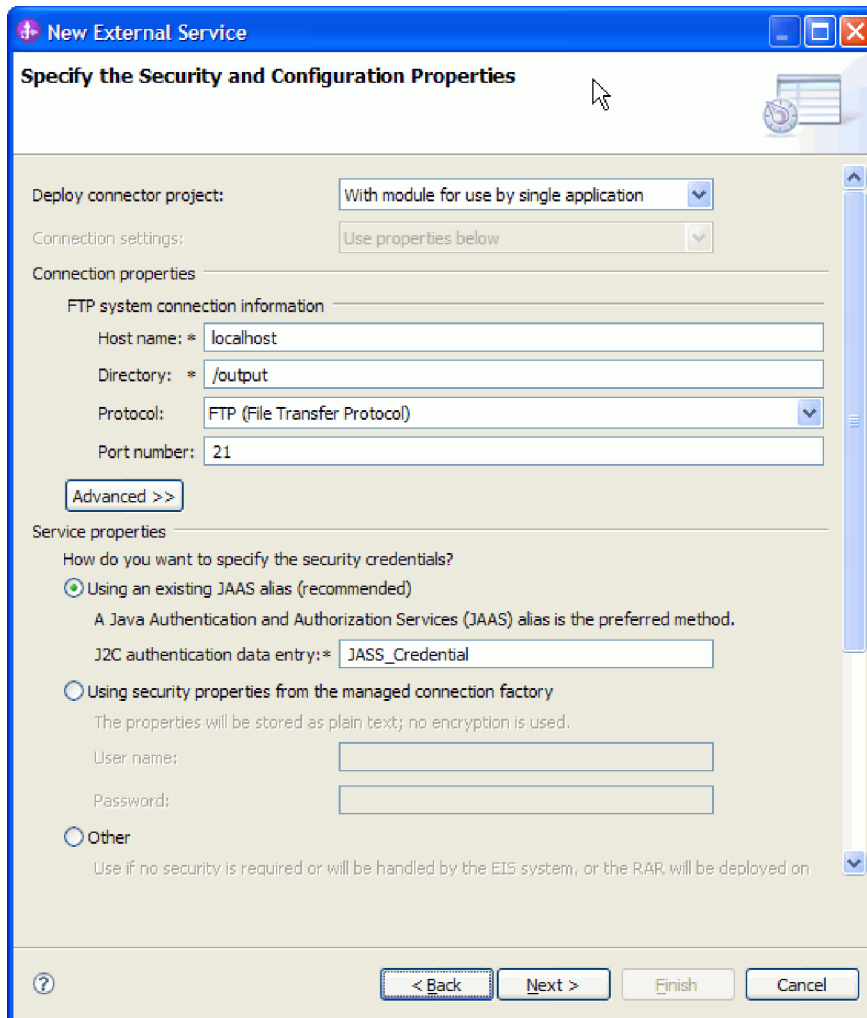 New External Service
Specify the Security and Configuration Properties
Deploy connector project: With module for use by single application
Connection settings: Use properties below
Connection properties
FTP system connection information
Host name: * localhost
Directory: * /output
Protocol: FTP (File Transfer Protocol)
Port number: 21
Advanced >>
Service properties
How do you want to specify the security credentials?
Using an existing JAAS alias (recommended)
A Java Authentication and Authorization Services (JAAS) alias is the preferred method.
J2C authentication data entry:* JASS_Credential
Using security properties from the managed connection factory
The properties will be stored as plain text; no encryption is used.
User name:
Password:
Other
Use if no security is required or will be handled by the EIS system, or the RAR will be deployed on
? < Back Next > Finish Cancel